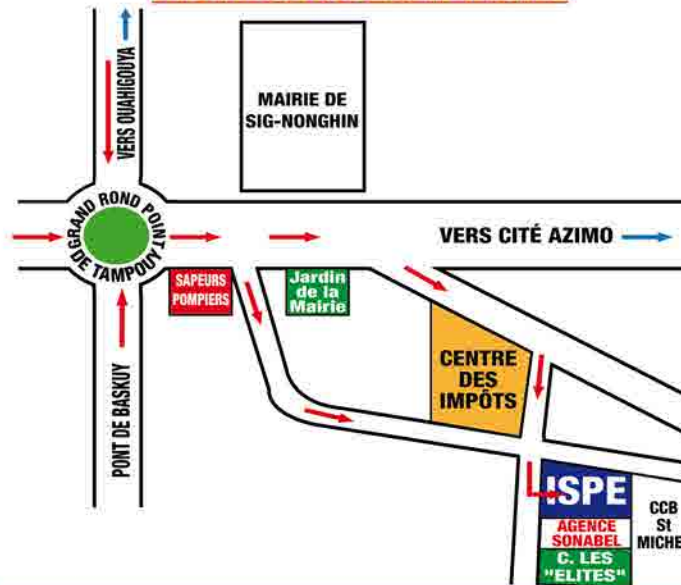 VERS OUAHIGOUYA
MAIRIE DE
SIG-NONGHIN
GRAND ROND POINT
DE TAMPOUY
VERS CITÉ AZIMO
SAPEURS
POMPIERS
Jardin
de la
Mairie
PONT DE BASKUY
CENTRE
DES
IMPÔTS
ISPE
AGENCE
SONABEL
C. LES
"ELITES"
CCB
St
MICHE